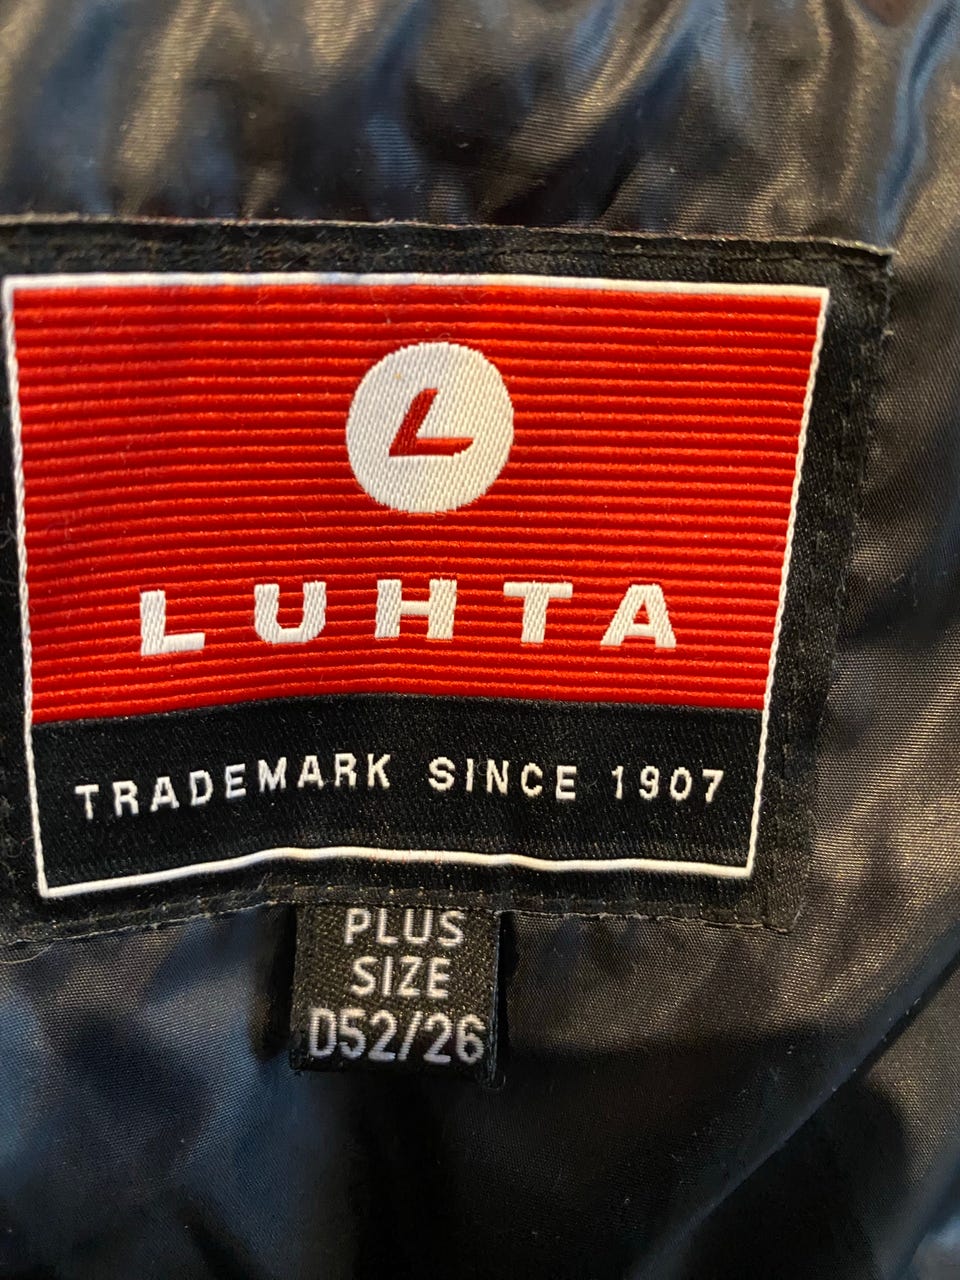 L
LUHTA
TRADEMARK SINCE 1907
PLUS
SIZE
D52/26